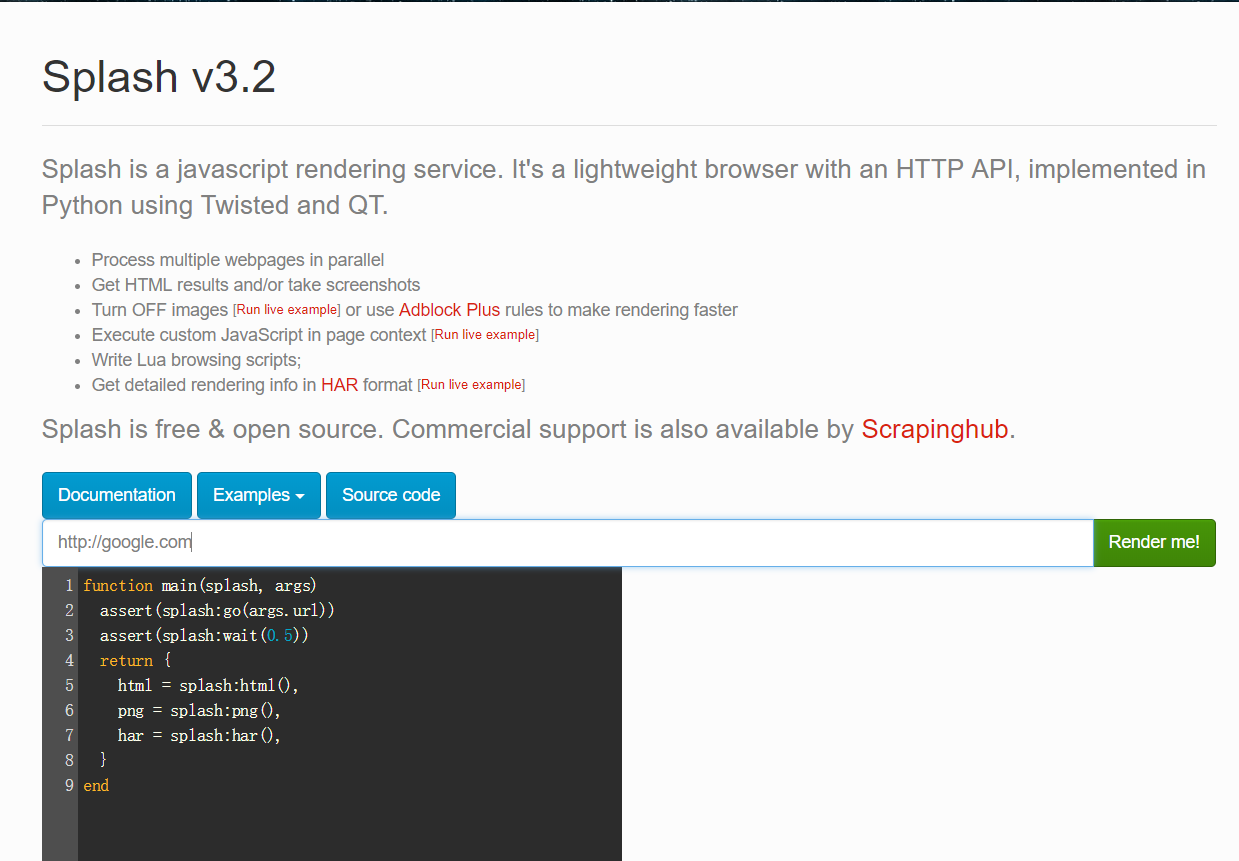 Splash v3.2
Splash is a javascript rendering service. It's a lightweight browser with an HTTP API, implemented in
Python using Twisted and QT.
• Process multiple webpages in parallel
• Get HTML results and/or take screenshots
• Turn OFF images [Run live example] or use Adblock Plus rules to make rendering faster
• Execute custom JavaScript in page context [Run live example]
• Write Lua browsing scripts;
• Get detailed rendering info in HAR format [Run live example]
Splash is free & open source. Commercial support is also available by Scrapinghub.
Documentation Examples Source code
http://google.com Render me!
1 function main(splash, args)
2   assert(splash:go(args.url))
3   assert(splash:wait(0.5))
4   return {
5     html = splash:html(),
6     png = splash:png(),
7     har = splash:har(),
8   }
9 end